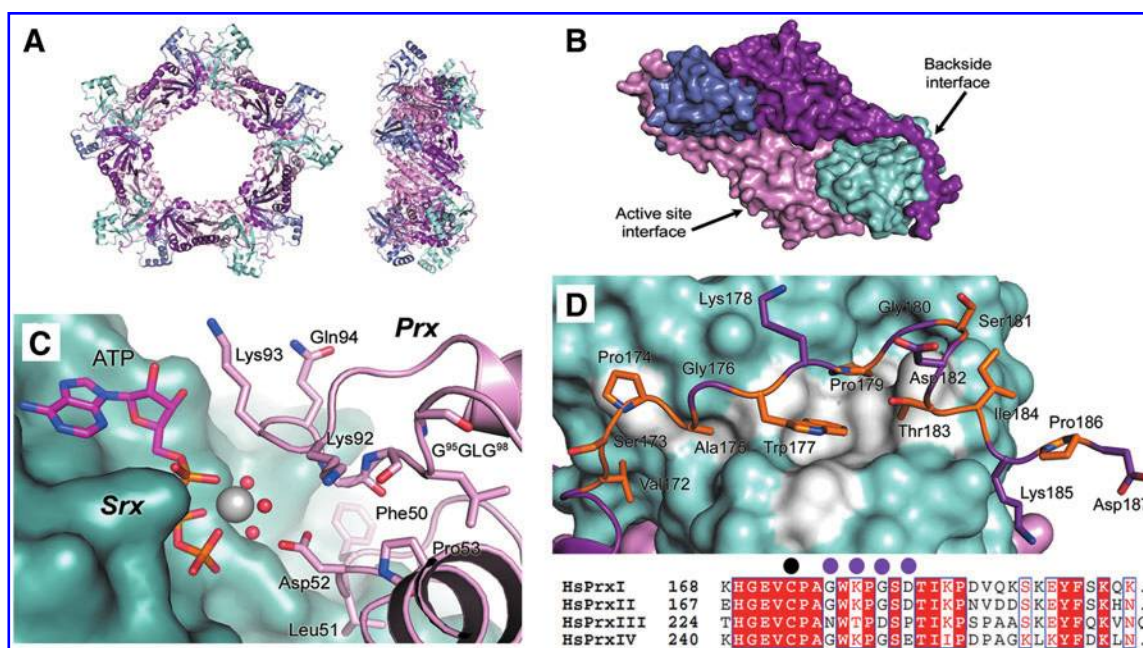 A
B
Backside
interface
Active site
interface
C
ATP
Lys93
Gln94
Prx
Lys92
G⁹⁵GLG⁹⁸
Srx
Phe50
Asp52
Pro53
Leu51
D
Lys178
Gly180
Ser181
Pro174
Gly176
Pro179
Asp182
Ile184
Pro186
Ser173
Ala175
Trp177
Thr183
Val172
Lys185
Asp187
HsPrxI 168 KHGEVCPAGWKPGSDTIKPDVQKSKEYFSKQK.
HsPrxII 167 EHGEVCPAGWKPGSDTIKPNVDDSKEYFSKHN.
HsPrxIII 224 THGEVCPANWTPDSPTIKPSPAASKEYFQKVNQ
HsPrxIV 240 KHGEVCPAGWKPGSETIIPDPAGKLKYFDKLN.